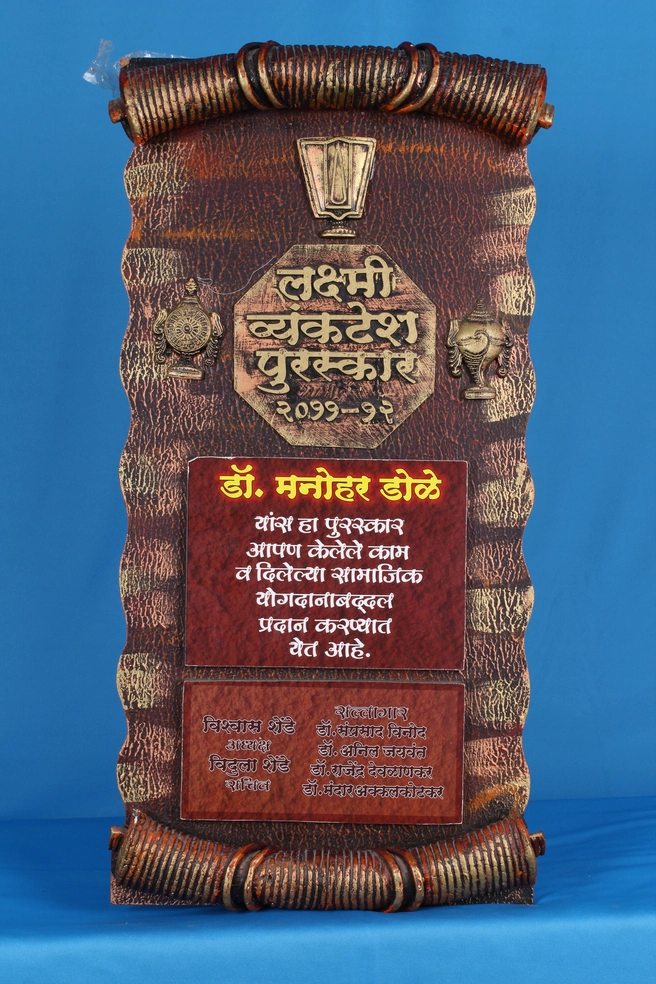 लक्ष्मी
व्यंकटेश
पुरस्कार
२०११-१२
डॉ. मनोहर डोळे
यांस हा पुरस्कार
आपण केलेले काम
व दिलेल्या सामाजिक
योगदानाबद्दल
प्रदान करण्यात
येत आहे.
विश्वास शेंडे
अध्यक्ष
विदुला शेंडे
सचिव
सल्लागार
डॉ. संप्रसाद विनोद
डॉ. अनिल जयवंत
डॉ. राजेंद्र देवळाणकर
डॉ. मंदार अक्कलकोटकर